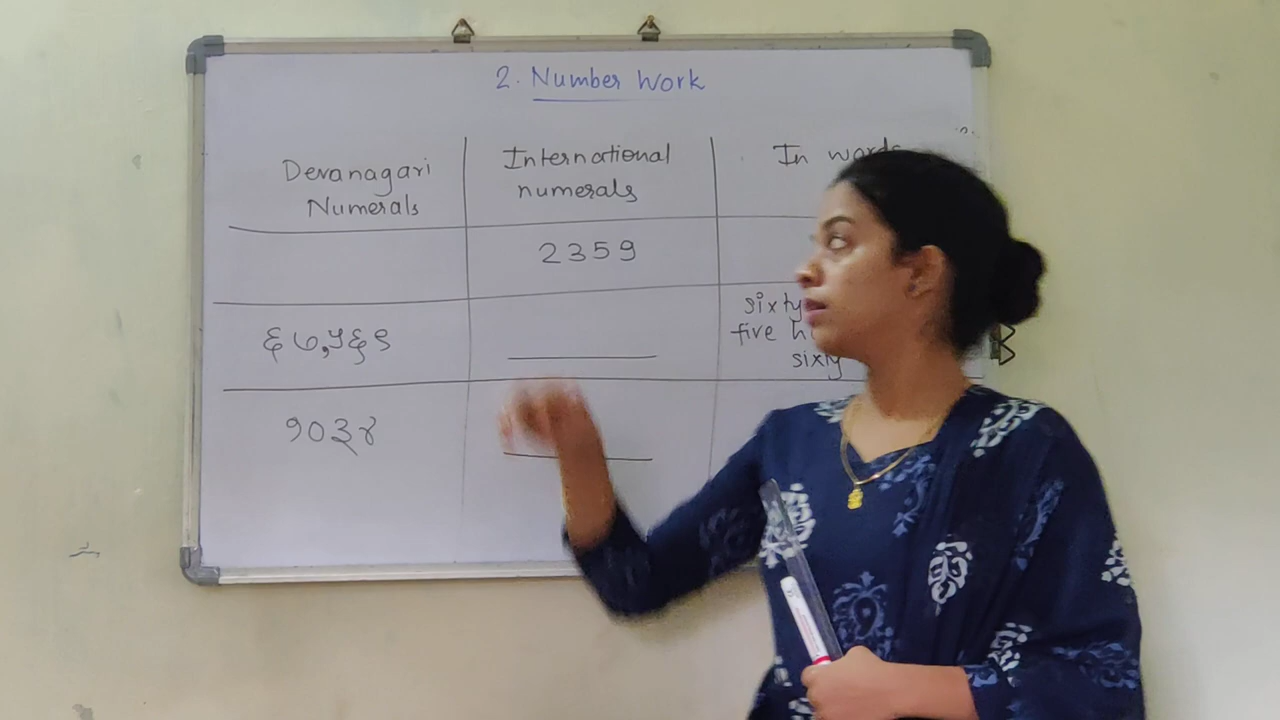 2. Number Work
Devanagari
Numerals
International
numerals
In words
2359
६७,५६९
sixty
five h
sixty
१०३४